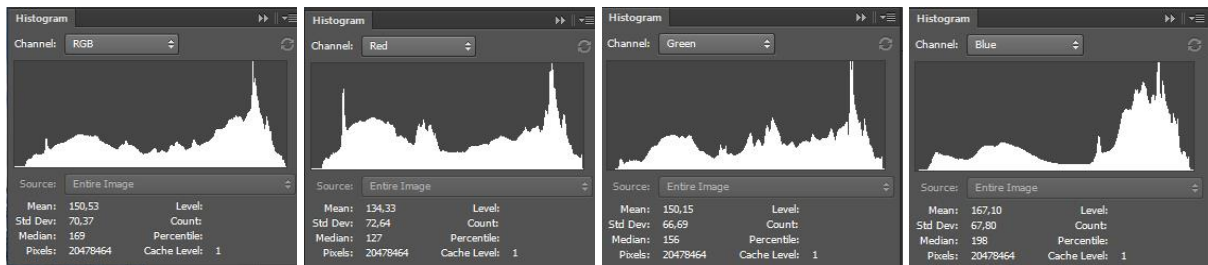 Histogram
Channel: RGB
Source: Entire Image
Mean: 150,53 Level:
Std Dev: 70,37 Count:
Median: 169 Percentile:
Pixels: 20478464 Cache Level: 1
Histogram
Channel: Red
Source: Entire Image
Mean: 134,33 Level:
Std Dev: 72,64 Count:
Median: 127 Percentile:
Pixels: 20478464 Cache Level: 1
Histogram
Channel: Green
Source: Entire Image
Mean: 150,15 Level:
Std Dev: 66,69 Count:
Median: 156 Percentile:
Pixels: 20478464 Cache Level: 1
Histogram
Channel: Blue
Source: Entire Image
Mean: 167,10 Level:
Std Dev: 67,80 Count:
Median: 198 Percentile:
Pixels: 20478464 Cache Level: 1